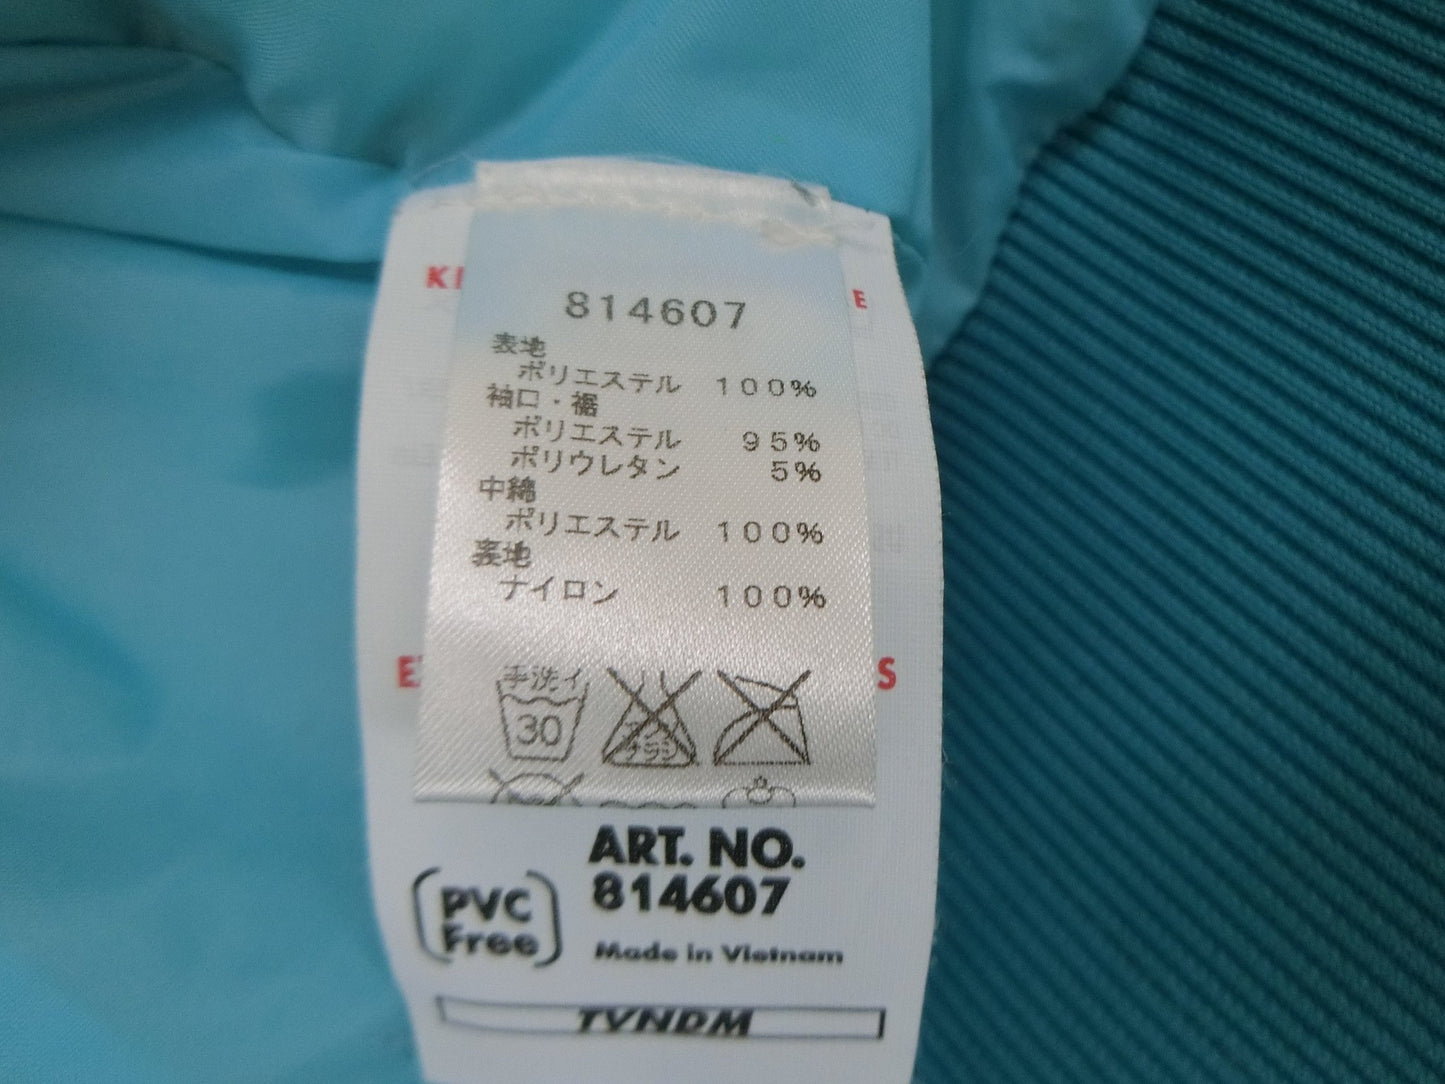 814607
表地
ポリエステル 100%
袖口・裾
ポリエステル 95%
ポリウレタン 5%
中綿
ポリエステル 100%
裏地
ナイロン 100%
手洗イ
30
ART. NO.
814607
PVC
Free
Made in Vietnam
TVNDM